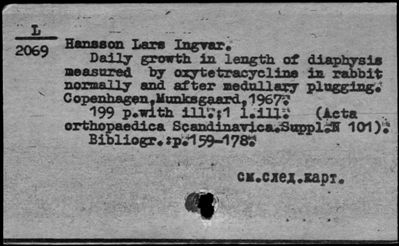 L
2069
Hansson Lars Ingvar.
Daily growth in length of diaphysis
measured by oxytetracycline in rabbit
normally and after medullary plugging.
Copenhagen,Munksgaard,1967.
199 p.with ill.;1 l.ill. (Acta
orthopaedica Scandinavica.Suppl.N 101).
Bibliogr.:p.159-178.
см.след.карт.